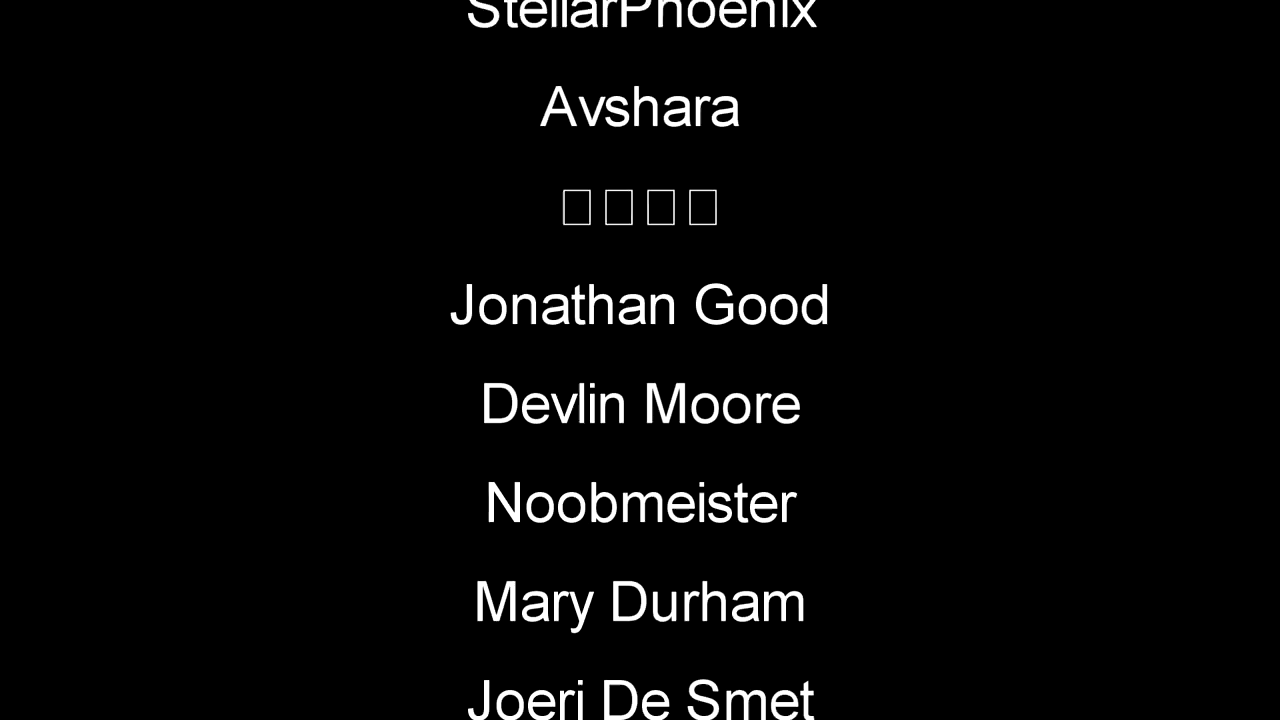 StellarPhoenix
Avshara
Jonathan Good
Devlin Moore
Noobmeister
Mary Durham
Joeri De Smet